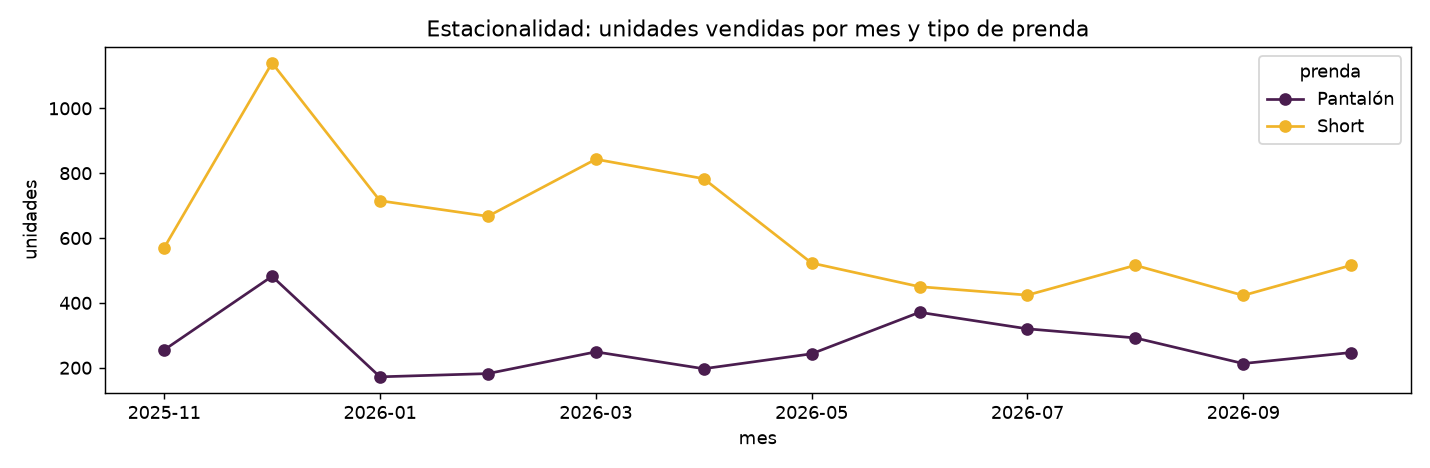 Estacionalidad: unidades vendidas por mes y tipo de prenda
prenda
Pantalón
Short
1000
800
600
400
200
unidades
2025-11
2026-01
2026-03
2026-05
2026-07
2026-09
mes